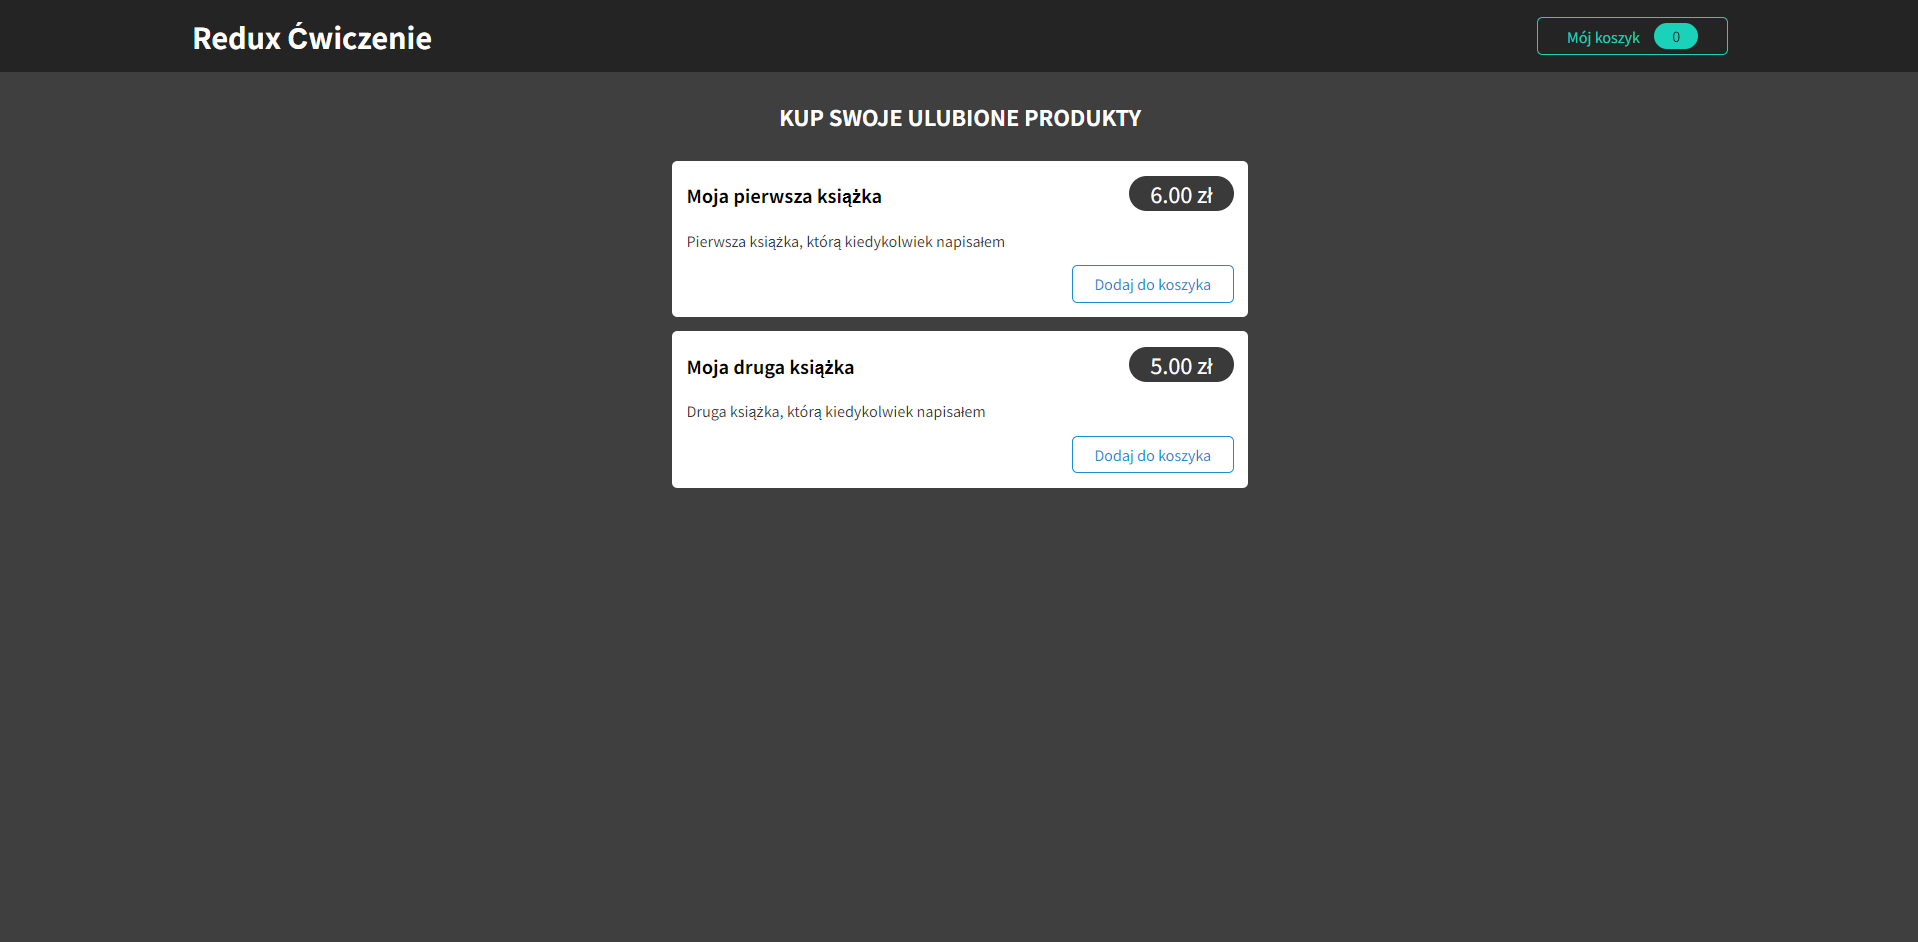 Redux Ćwiczenie
Mój koszyk 0
KUP SWOJE ULUBIONE PRODUKTY
Moja pierwsza książka
6.00 zł
Pierwsza książka, którą kiedykolwiek napisałem
Dodaj do koszyka
Moja druga książka
5.00 zł
Druga książka, którą kiedykolwiek napisałem
Dodaj do koszyka